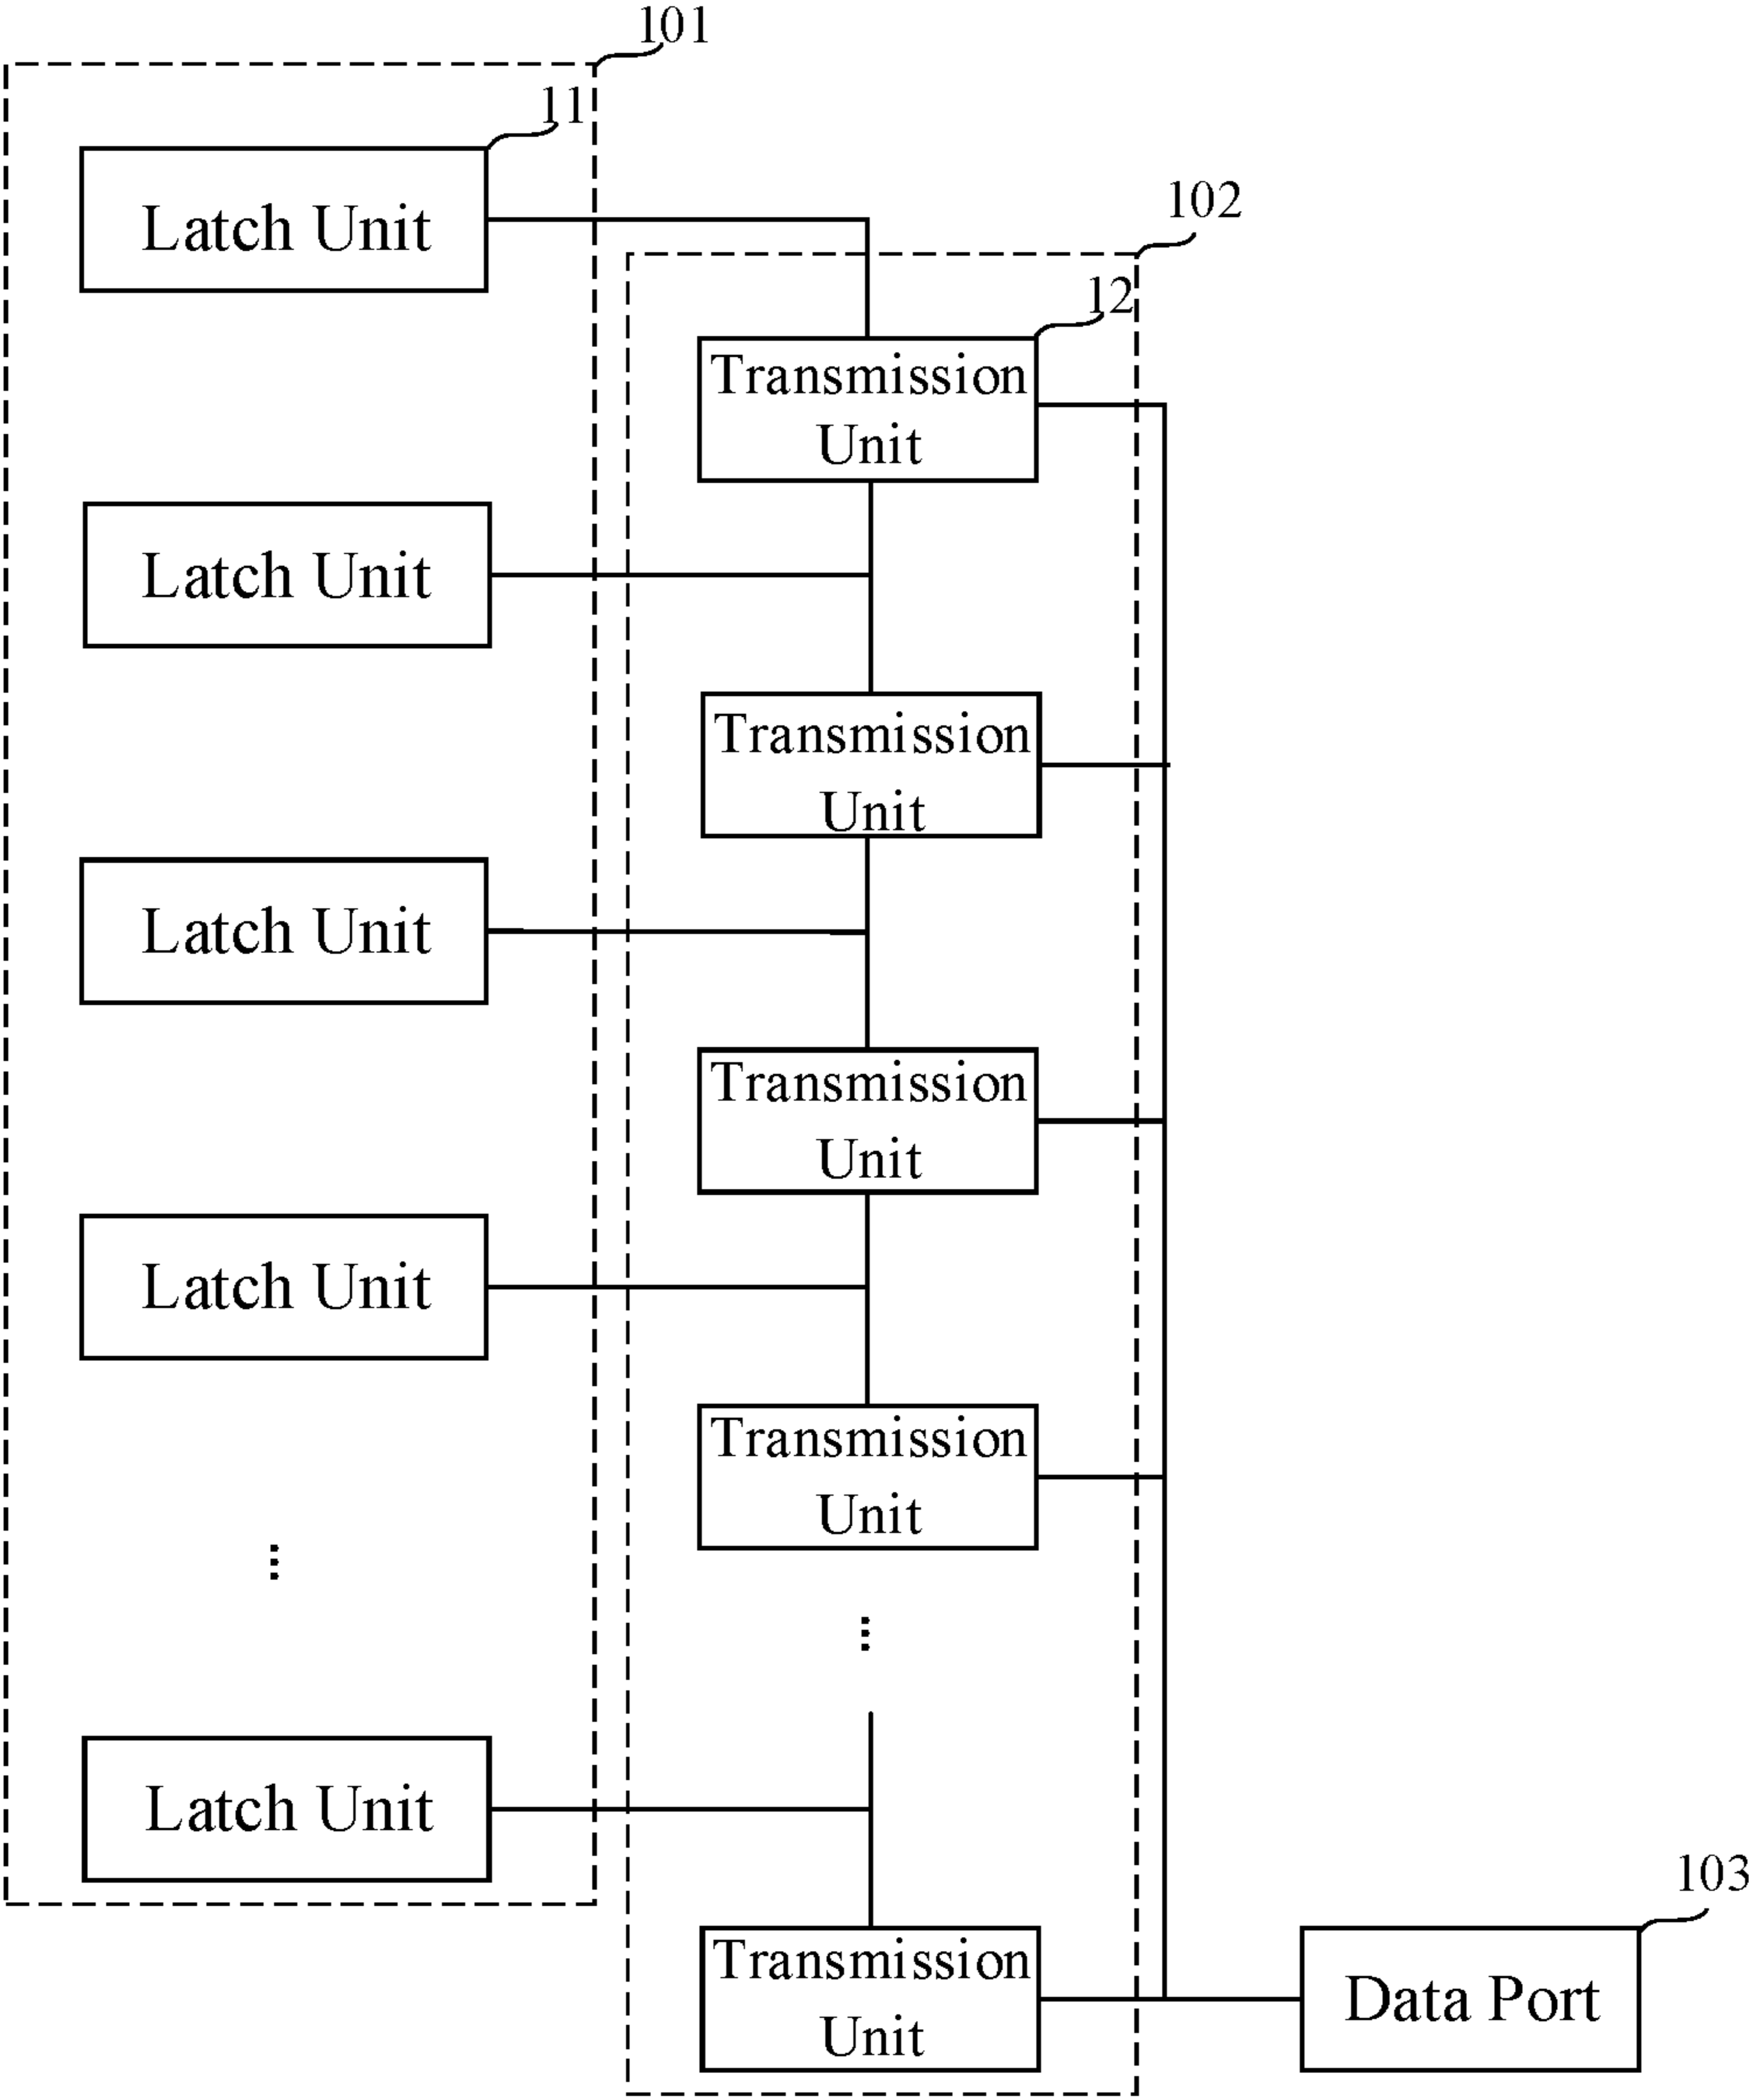 101
11
Latch Unit
102
12
Transmission
Unit
Latch Unit
Transmission
Unit
Latch Unit
Transmission
Unit
Latch Unit
Transmission
Unit
Latch Unit
103
Transmission
Unit
Data Port